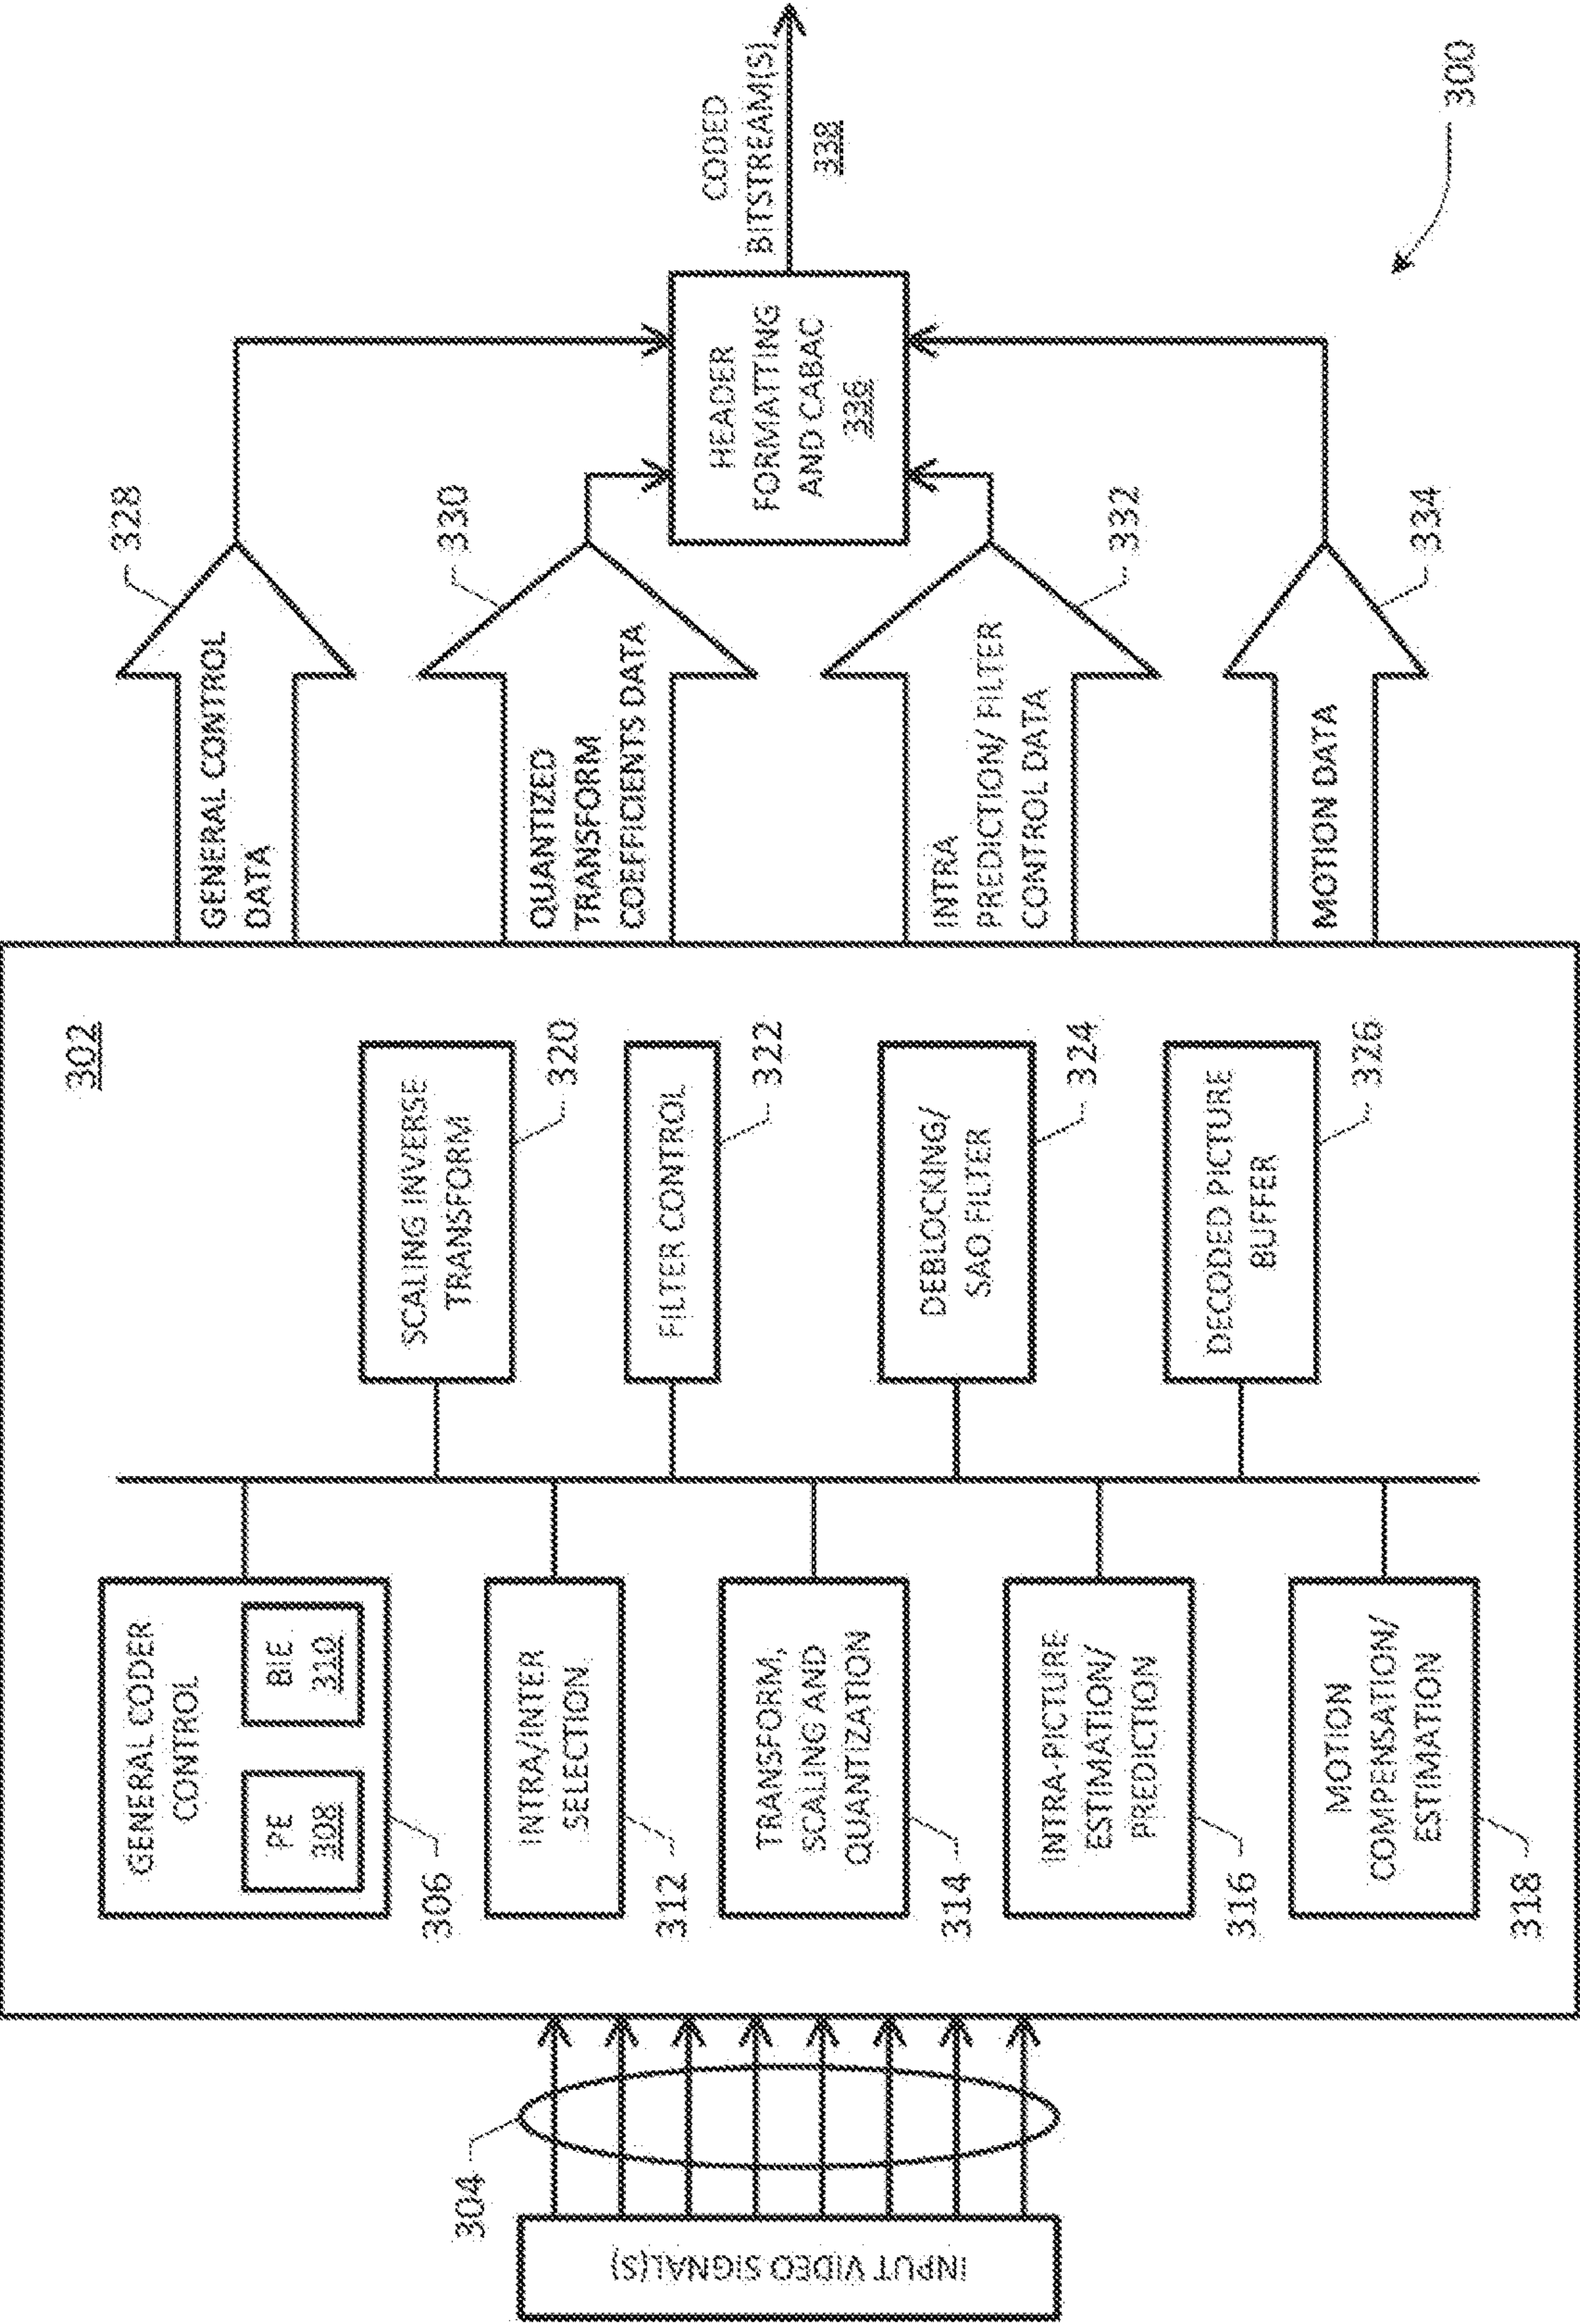 INPUT VIDEO SIGNAL(S)
304
302
GENERAL CODER
CONTROL
PE
308
BIE
310
306
INTRA/INTER
SELECTION
312
TRANSFORM,
SCALING AND
QUANTIZATION
314
INTRA-PICTURE
ESTIMATION/
PREDICTION
316
MOTION
COMPENSATION/
ESTIMATION
318
SCALING INVERSE
TRANSFORM
320
FILTER CONTROL
322
DEBLOCKING/
SAO FILTER
324
DECODED PICTURE
BUFFER
326
GENERAL CONTROL
DATA
328
QUANTIZED
TRANSFORM
COEFFICIENTS DATA
330
INTRA
PREDICTION/ FILTER
CONTROL DATA
332
MOTION DATA
334
HEADER
FORMATTING
AND CABAC
336
CODED
BITSTREAM(S)
338
300